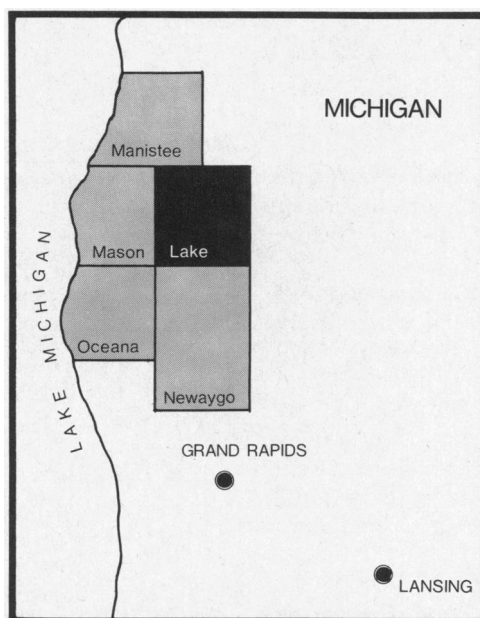 MICHIGAN
Manistee
Mason
Lake
LAKE MICHIGAN
Oceana
Newaygo
GRAND RAPIDS
LANSING